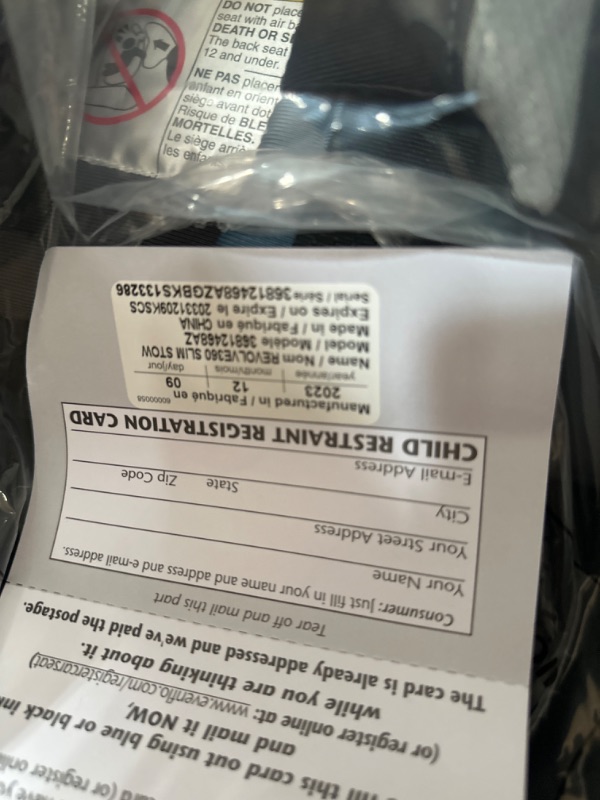 DO NOT place
seat with air b
DEATH OR S
The back seat
12 and under.
NE PAS placer
enfant en orient
siège avant dot
Risque de BLE
MORTELLES.
Le siège arriè
les enfa
fill this card out using blue or black in
and mail it NOW,
(or register online at: www.evenflo.com/registercarseat)
while you are thinking about it.
The card is already addressed and we've paid the postage.
Tear off and mail this part
Consumer: Just fill in your name and address and e-mail address.
Your Name
Your Street Address
City State Zip Code
E-mail Address
CHILD RESTRAINT REGISTRATION CARD
Manufactured in / Fabriqué en 60000058
2023 12 09
year/année month/mois day/jour
Name / Nom REVOLVE360 SLIM STOW
Model / Modèle 36812468AZ
Made in / Fabriqué in CHINA
Expires on / Expire le 20331209KSCS
Serial / Série 36812468AZGBKS133286